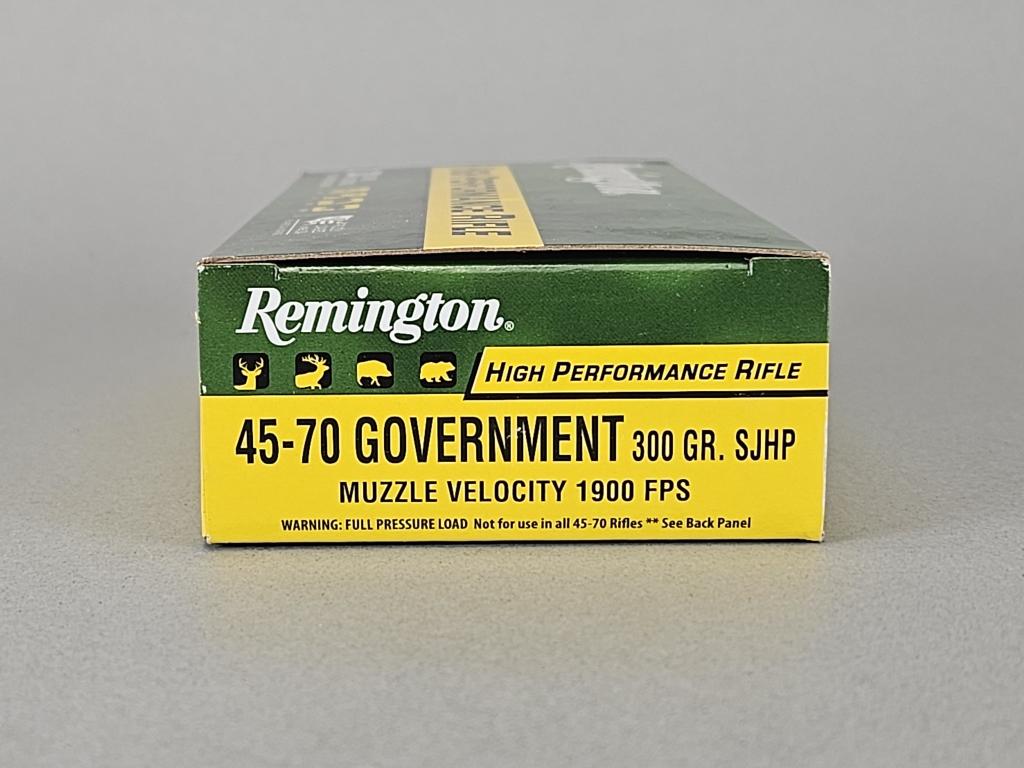 Remington®
HIGH PERFORMANCE RIFLE
45-70 GOVERNMENT 300 GR. SJHP
MUZZLE VELOCITY 1900 FPS
WARNING: FULL PRESSURE LOAD Not for use in all 45-70 Rifles ** See Back Panel